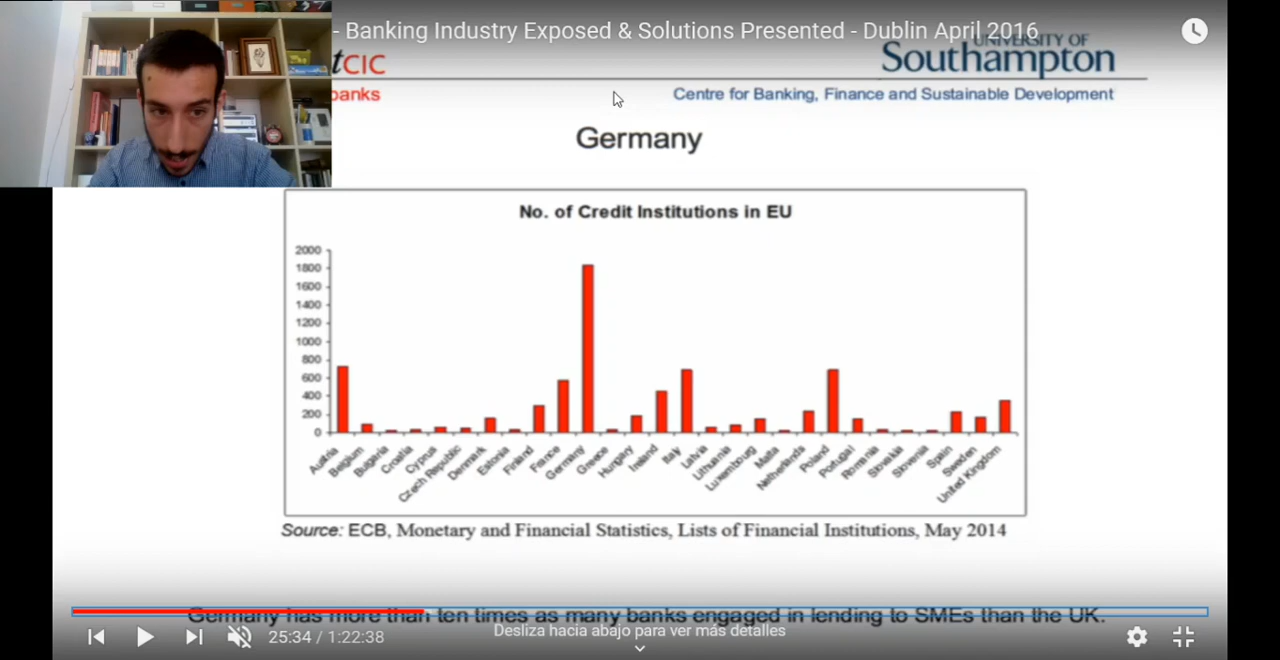 - Banking Industry Exposed & Solutions Presented - Dublin April 2016
tCIC
banks
UNIVERSITY OF
Southampton
Centre for Banking, Finance and Sustainable Development
Germany
No. of Credit Institutions in EU
2000
1800
1600
1400
1200
1000
800
600
400
200
0
Austria
Belgium
Bulgaria
Croatia
Cyprus
Czech Republic
Denmark
Estonia
Finland
France
Germany
Greece
Hungary
Ireland
Italy
Latvia
Lithuania
Luxembourg
Malta
Netherlands
Poland
Portugal
Romania
Slovakia
Slovenia
Spain
Sweden
United Kingdom
Source: ECB, Monetary and Financial Statistics, Lists of Financial Institutions, May 2014
Germany has more than ten times as many banks engaged in lending to SMEs than the UK.
25:34 / 1:22:38
Desliza hacia abajo para ver más detalles